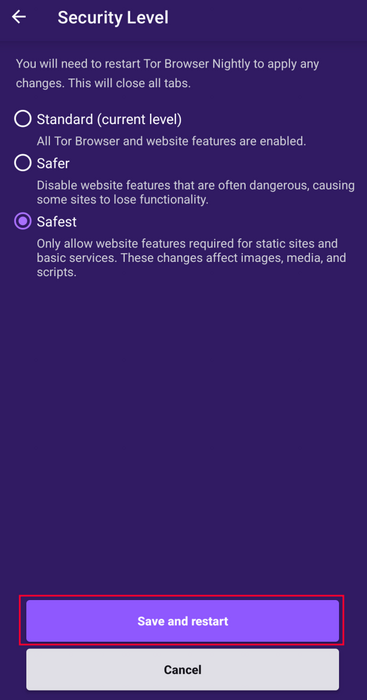 Security Level
You will need to restart Tor Browser Nightly to apply any
changes. This will close all tabs.
Standard (current level)
All Tor Browser and website features are enabled.
Safer
Disable website features that are often dangerous, causing
some sites to lose functionality.
Safest
Only allow website features required for static sites and
basic services. These changes affect images, media, and
scripts.
Save and restart
Cancel